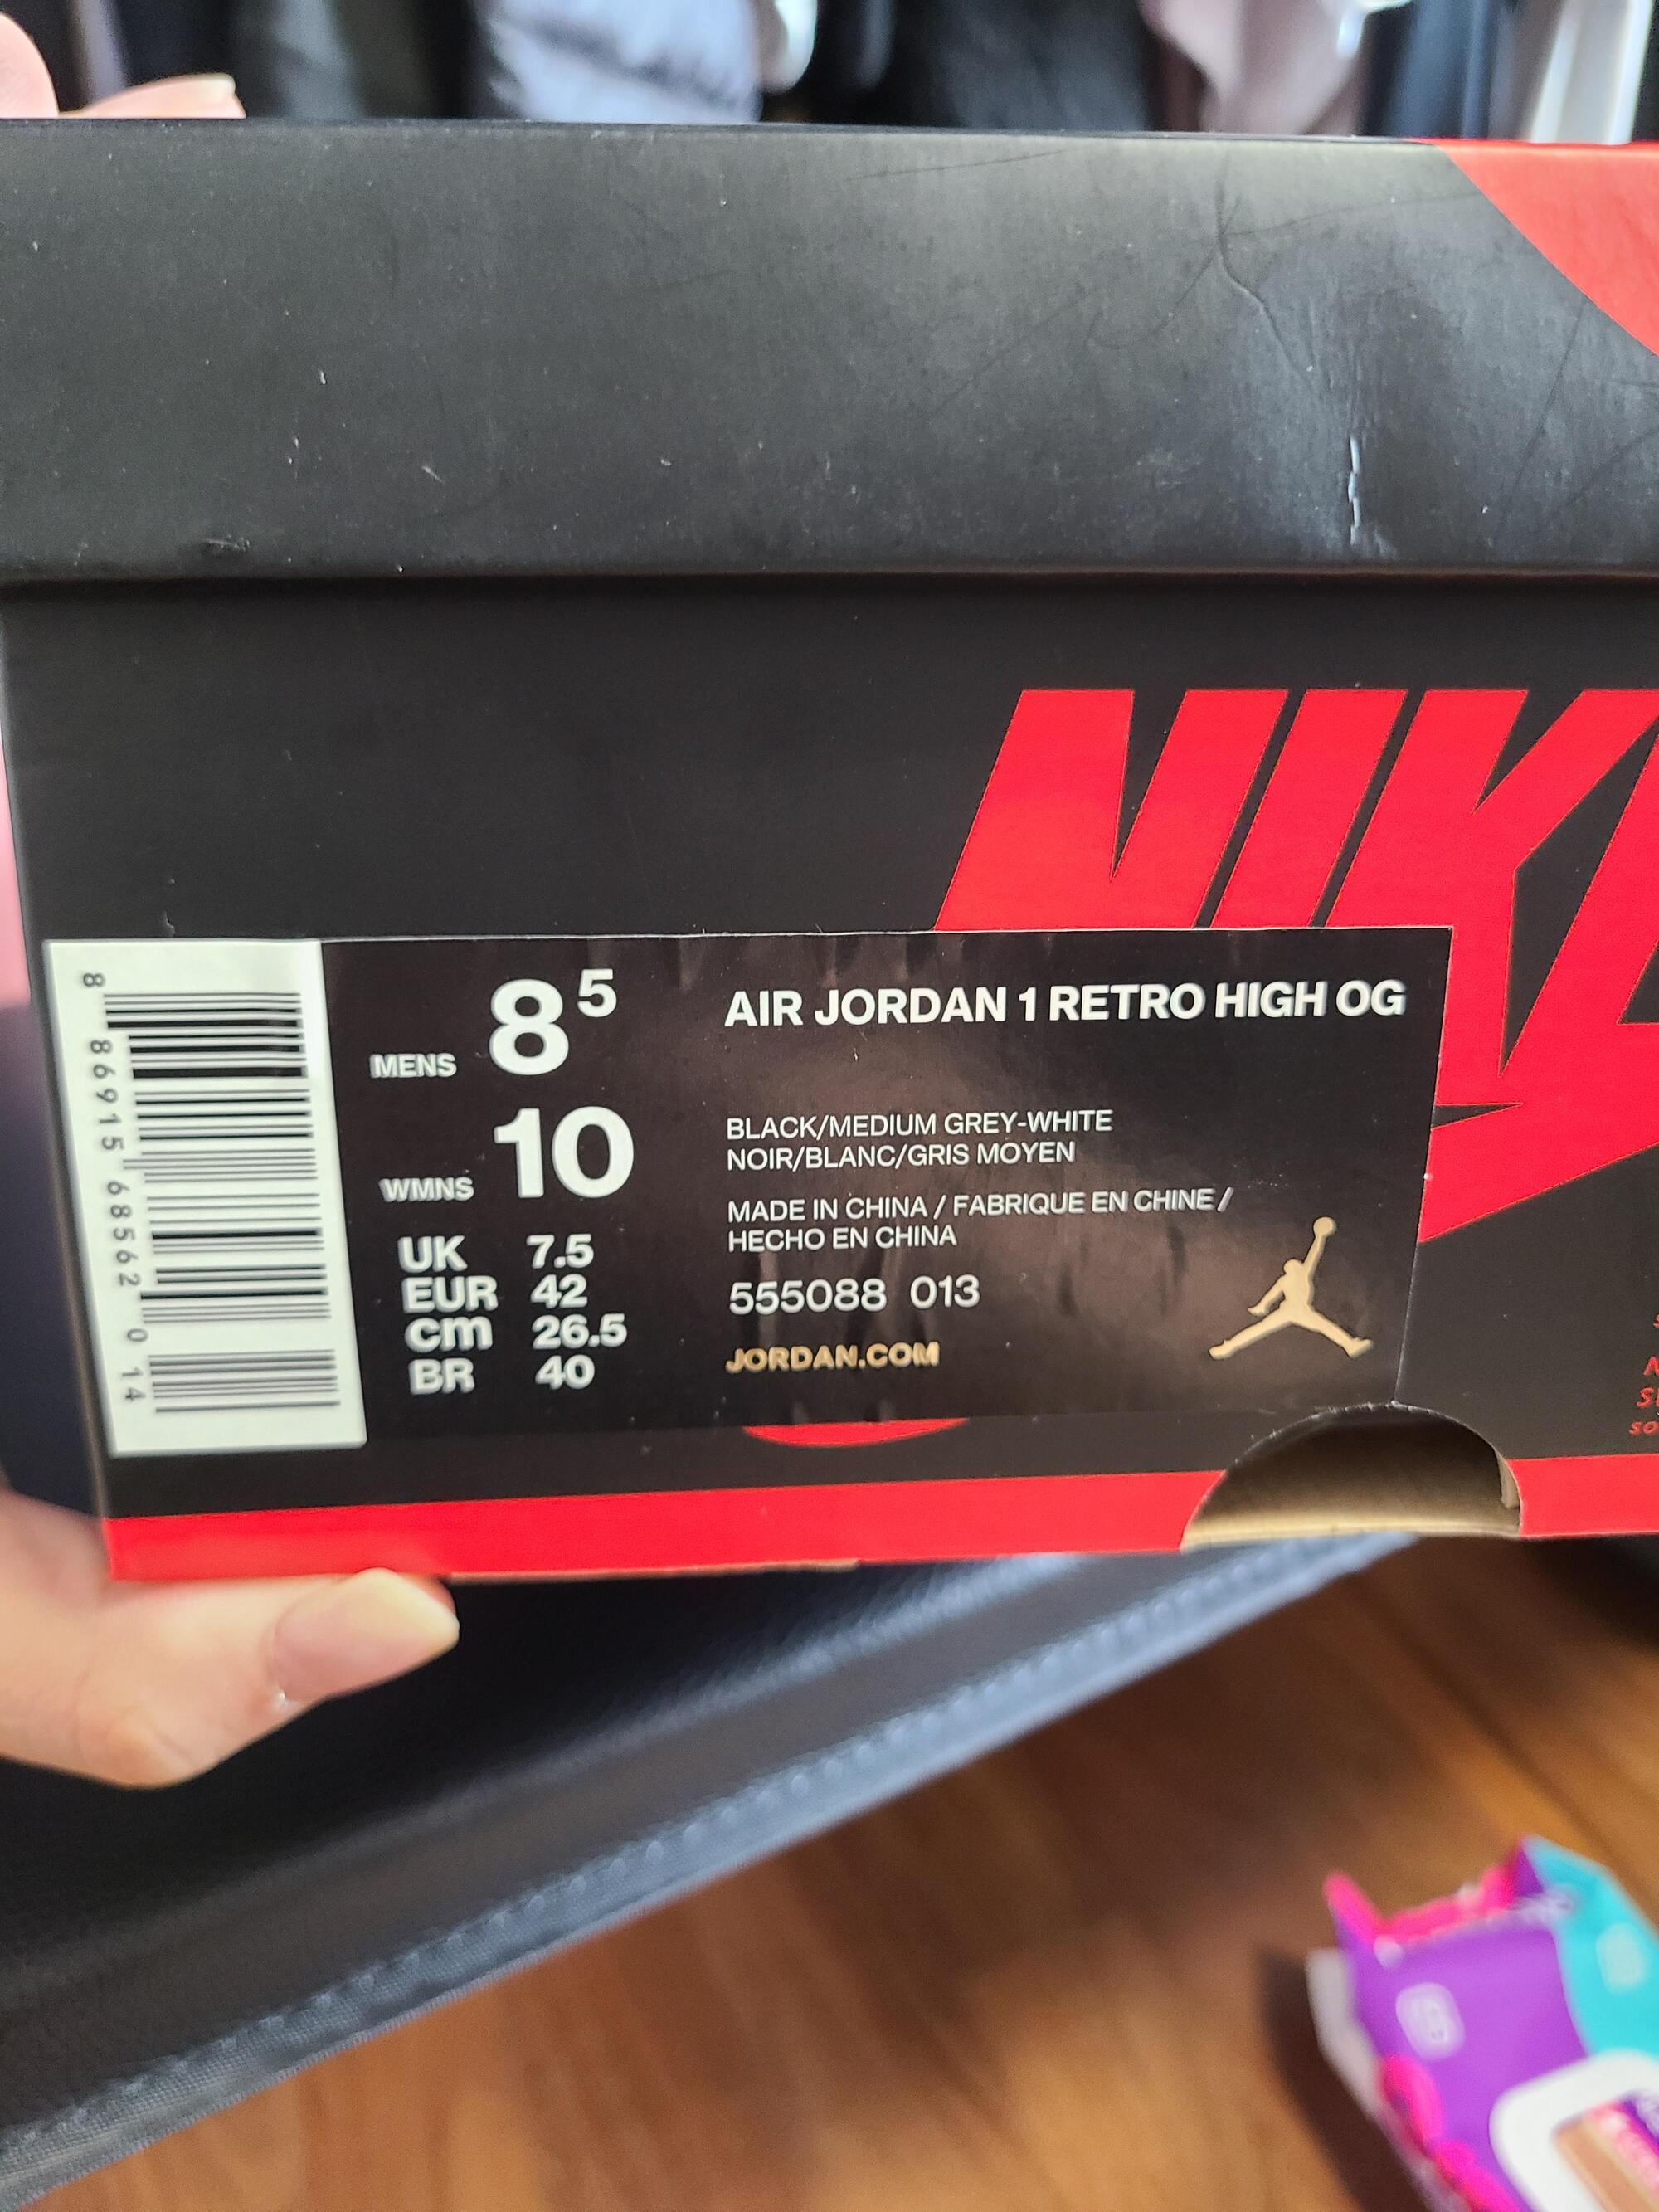 NIK
8 86915 68562 0 14
MENS 8 5
WMNS 10
UK 7.5
EUR 42
cm 26.5
BR 40
AIR JORDAN 1 RETRO HIGH OG
BLACK/MEDIUM GREY-WHITE
NOIR/BLANC/GRIS MOYEN
MADE IN CHINA / FABRIQUE EN CHINE /
HECHO EN CHINA
555088 013
JORDAN.COM